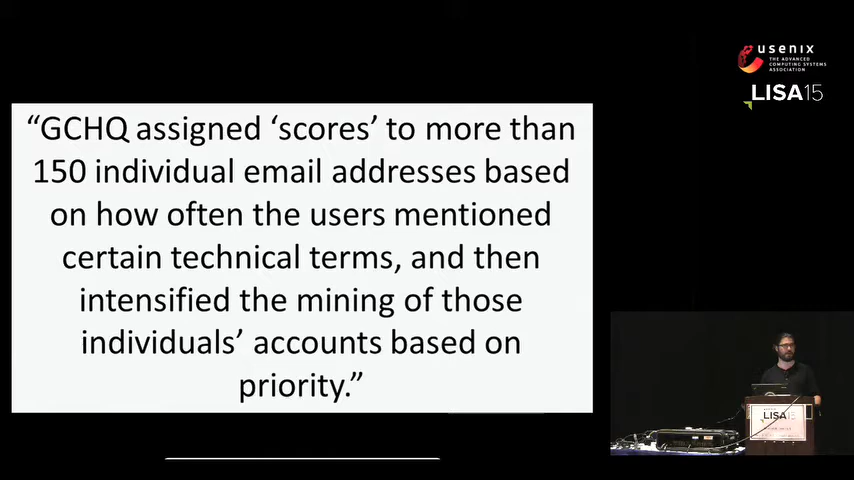 usenix
THE ADVANCED
COMPUTING SYSTEMS
ASSOCIATION
LISA15
“GCHQ assigned ‘scores’ to more than
150 individual email addresses based
on how often the users mentioned
certain technical terms, and then
intensified the mining of those
individuals’ accounts based on
priority.”
LISA15